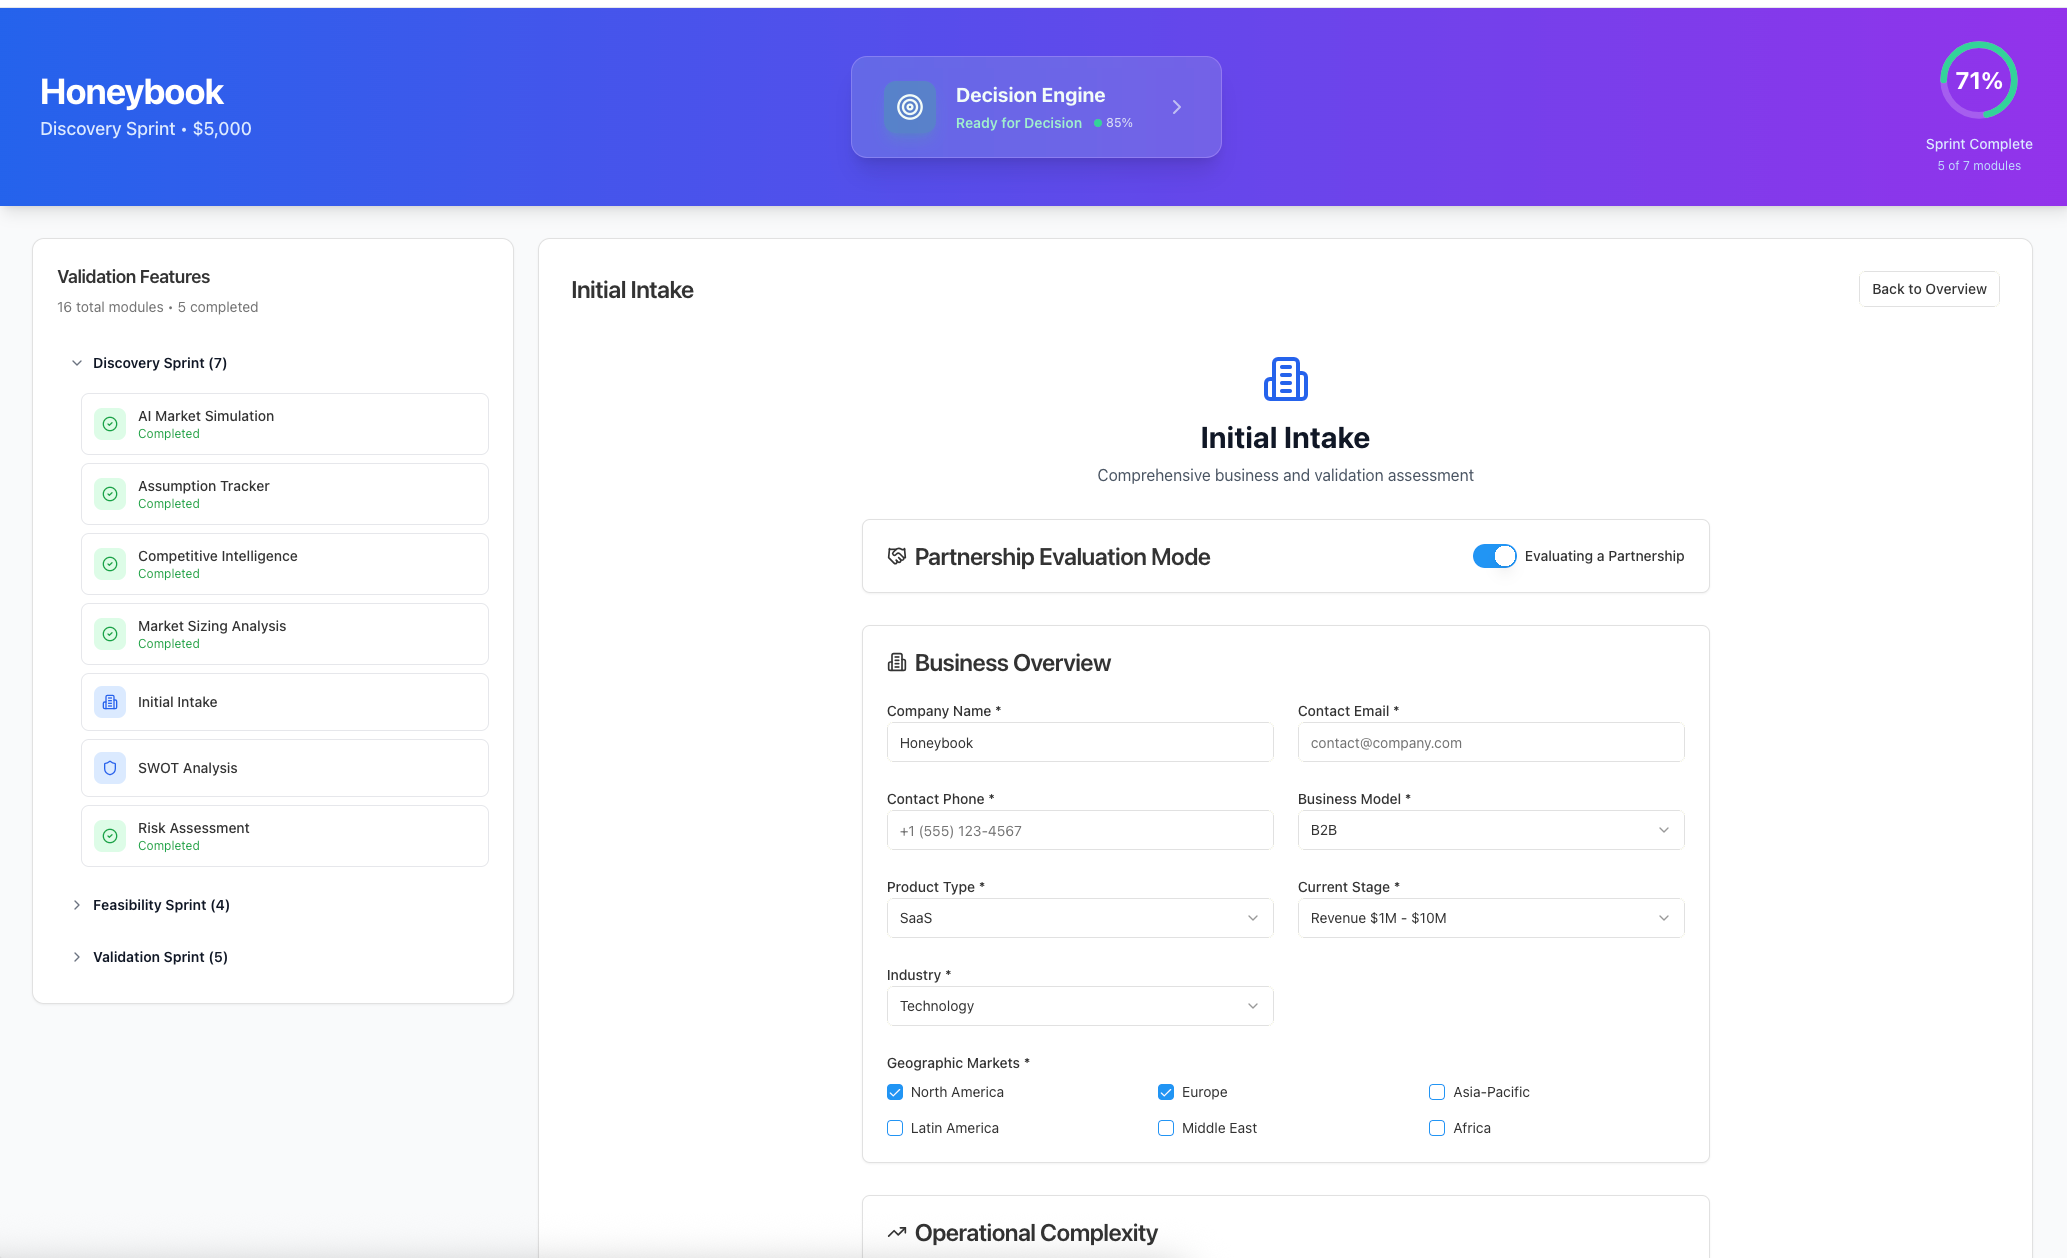 Honeybook
Discovery Sprint • $5,000
Decision Engine
Ready for Decision ● 85%
71%
Sprint Complete
5 of 7 modules
Validation Features
16 total modules • 5 completed
Discovery Sprint (7)
AI Market Simulation
Completed
Assumption Tracker
Completed
Competitive Intelligence
Completed
Market Sizing Analysis
Completed
Initial Intake
SWOT Analysis
Risk Assessment
Completed
Feasibility Sprint (4)
Validation Sprint (5)
Initial Intake
Back to Overview
Initial Intake
Comprehensive business and validation assessment
Partnership Evaluation Mode
Evaluating a Partnership
Business Overview
Company Name *
Honeybook
Contact Email *
contact@company.com
Contact Phone *
+1 (555) 123-4567
Business Model *
B2B
Product Type *
SaaS
Current Stage *
Revenue $1M - $10M
Industry *
Technology
Geographic Markets *
North America
Europe
Asia-Pacific
Latin America
Middle East
Africa
Operational Complexity